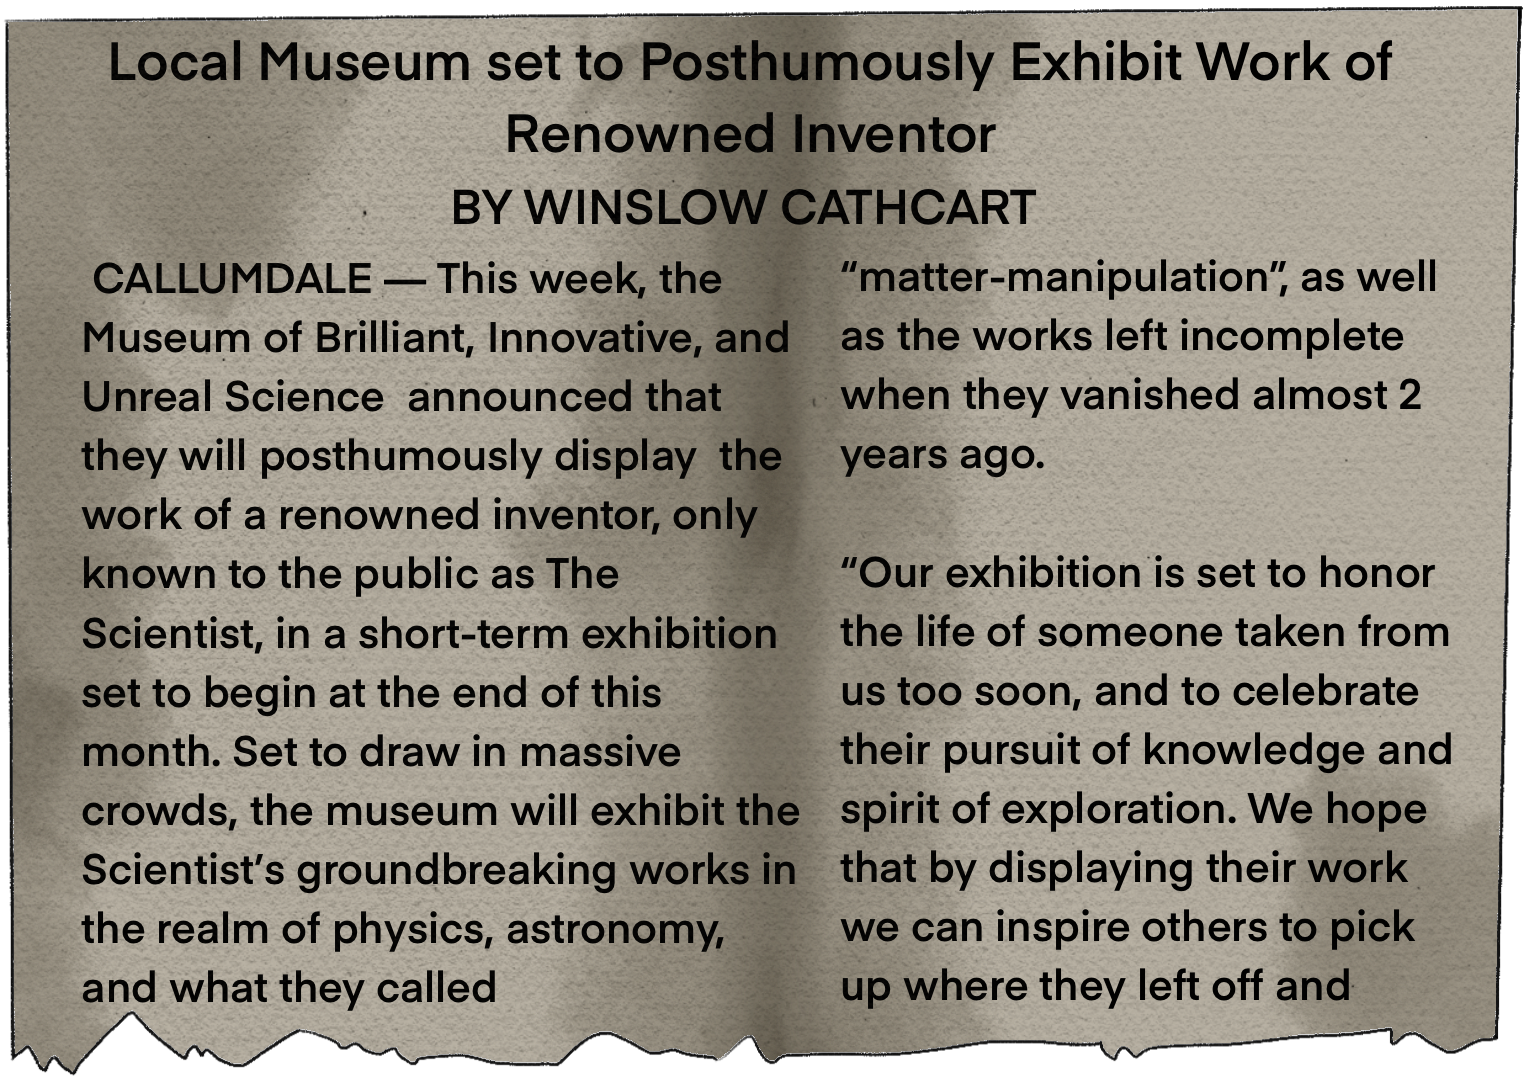 Local Museum set to Posthumously Exhibit Work of
Renowned Inventor
BY WINSLOW CATHCART
CALLUMDALE — This week, the
Museum of Brilliant, Innovative, and
Unreal Science  announced that
they will posthumously display  the
work of a renowned inventor, only
known to the public as The
Scientist, in a short-term exhibition
set to begin at the end of this
month. Set to draw in massive
crowds, the museum will exhibit the
Scientist’s groundbreaking works in
the realm of physics, astronomy,
and what they called
“matter-manipulation”, as well
as the works left incomplete
when they vanished almost 2
years ago.
“Our exhibition is set to honor
the life of someone taken from
us too soon, and to celebrate
their pursuit of knowledge and
spirit of exploration. We hope
that by displaying their work
we can inspire others to pick
up where they left off and